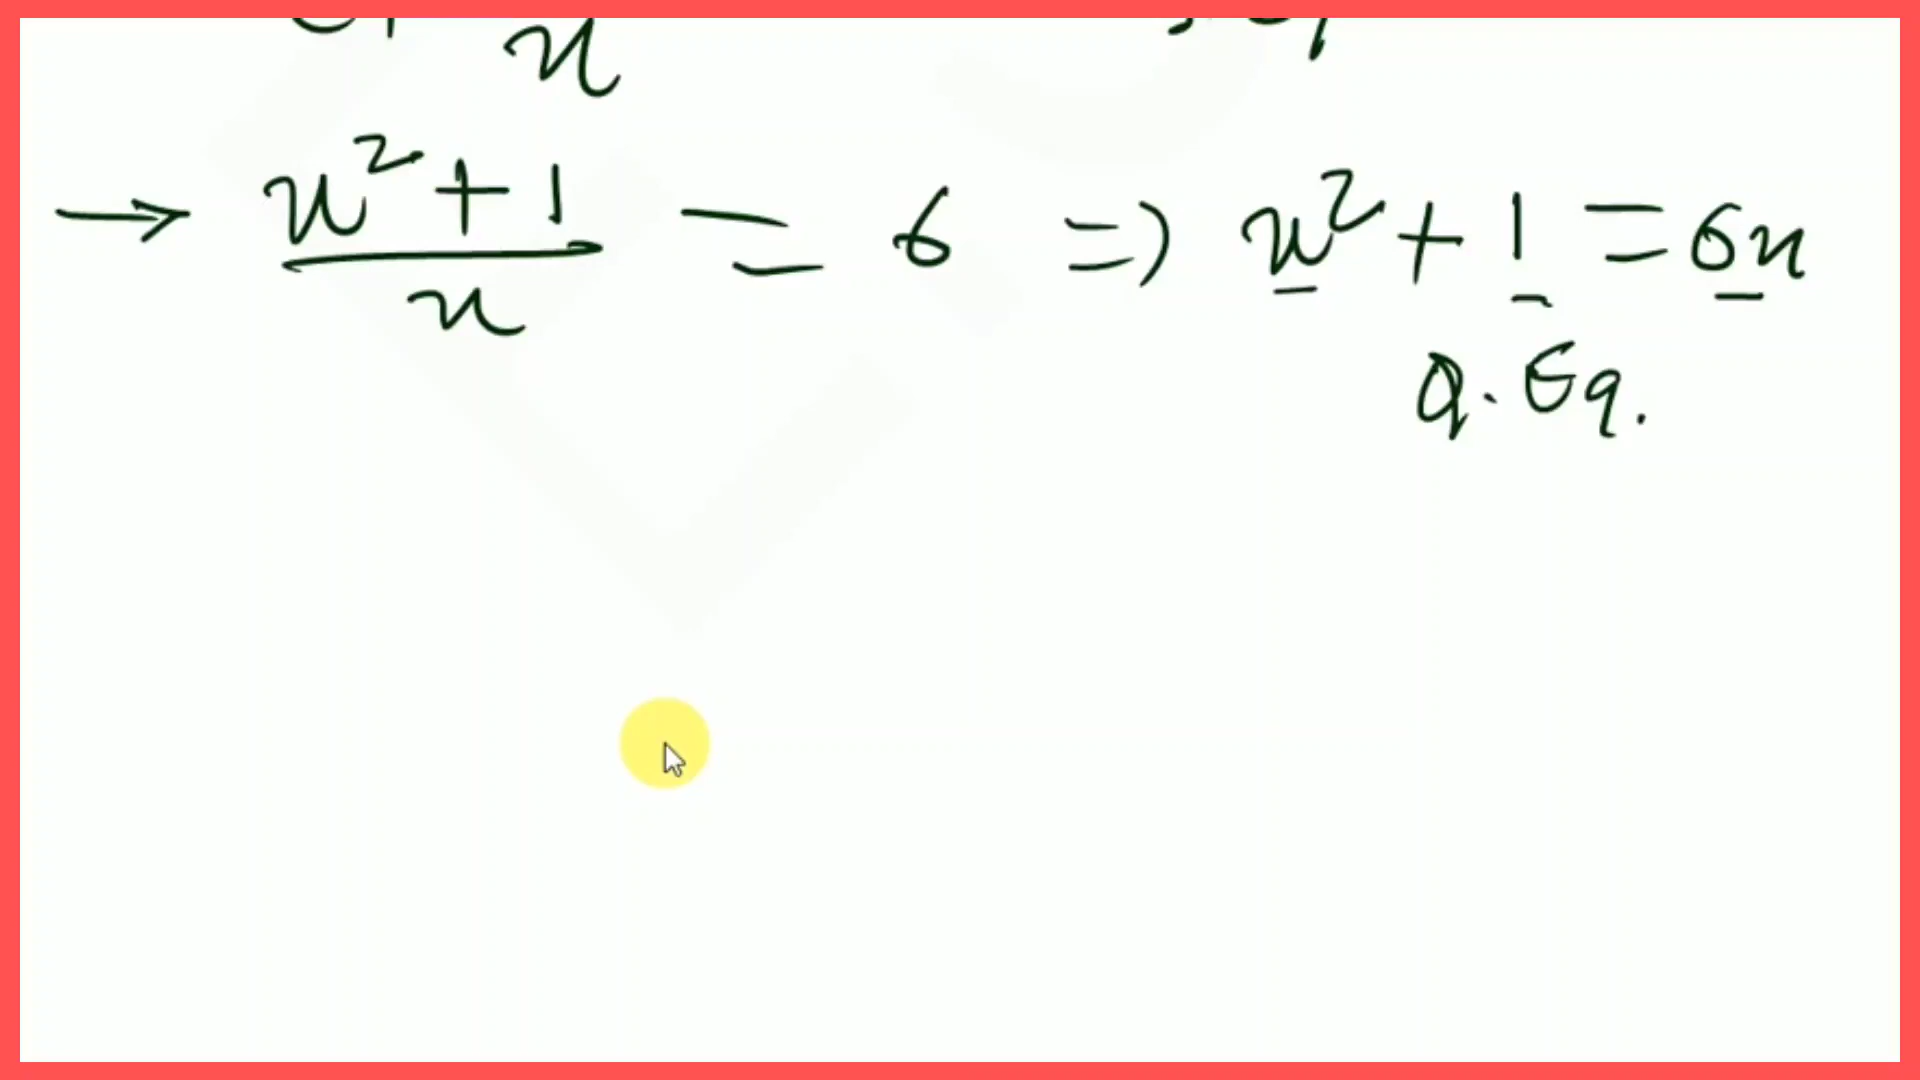 x
→ x²+1/x = 6 ⇒ x²+1=6x
Q. Eq.